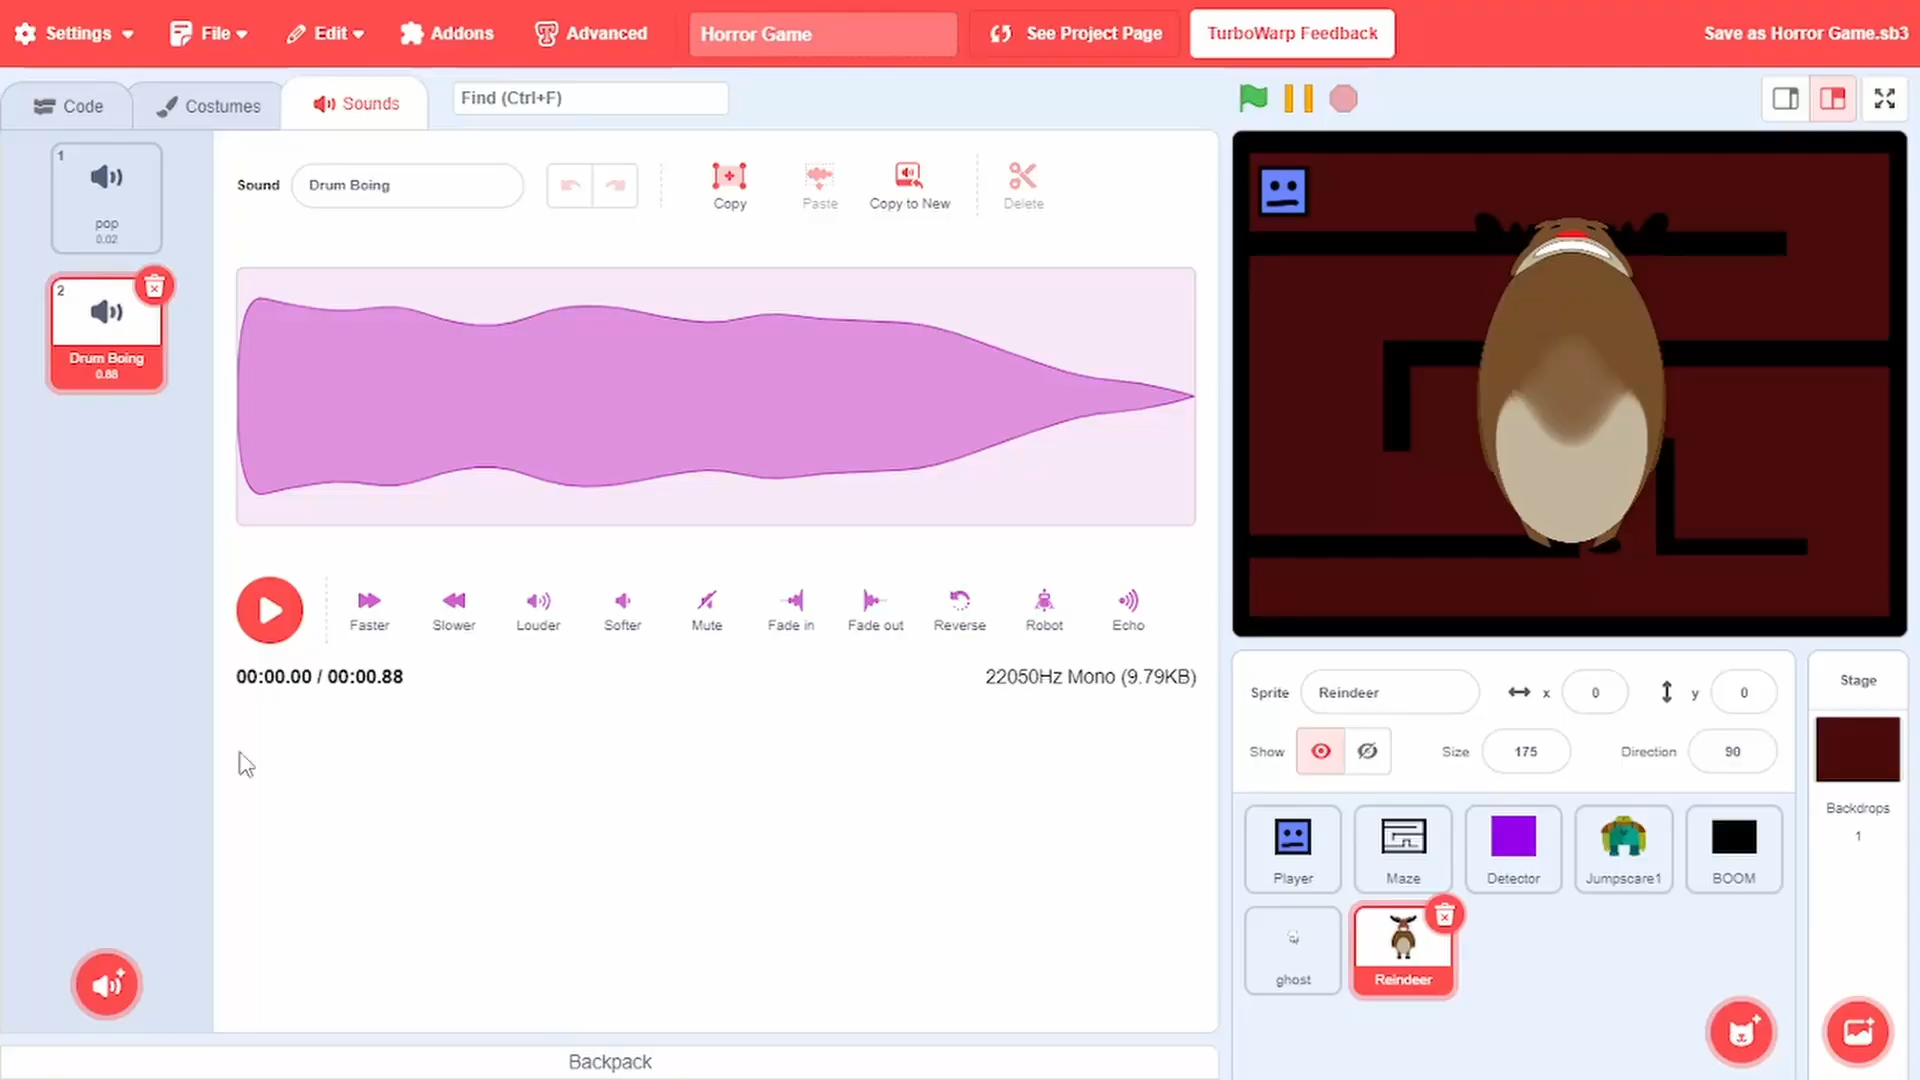 Settings File Edit Addons Advanced Horror Game See Project Page TurboWarp Feedback Save as Horror Game.sb3
Code Costumes Sounds Find (Ctrl+F)
1
pop
0.02
2
Drum Boing
0.88
Sound Drum Boing Copy Paste Copy to New Delete
Faster Slower Louder Softer Mute Fade in Fade out Reverse Robot Echo
00:00.00 / 00:00.88 22050Hz Mono (9.79KB)
Backpack
Sprite Reindeer x 0 y 0
Show Size 175 Direction 90
Player Maze Detector Jumpscare1 BOOM
ghost Reindeer
Stage
Backdrops
1